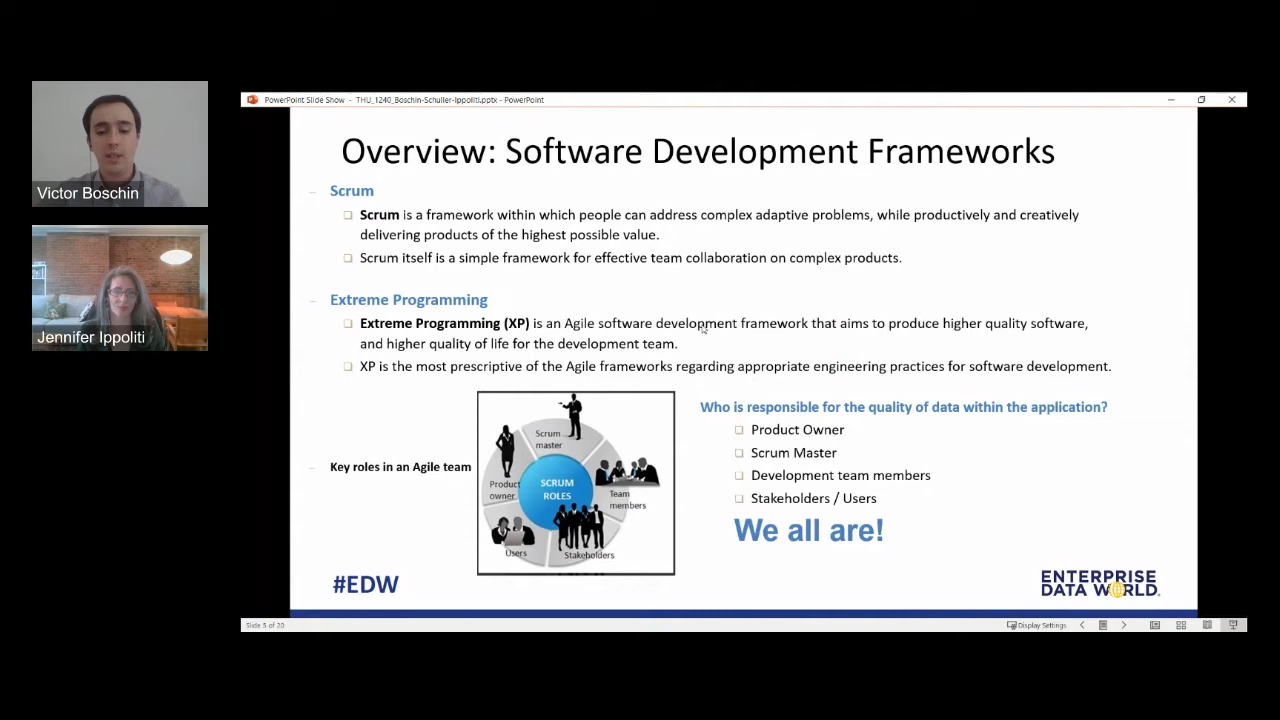 PowerPoint Slide Show - THU_1240_Boschin-Schuller-Ippoliti.pptx - PowerPoint
Victor Boschin
Jennifer Ippoliti
Overview: Software Development Frameworks
Scrum
Scrum is a framework within which people can address complex adaptive problems, while productively and creatively
delivering products of the highest possible value.
Scrum itself is a simple framework for effective team collaboration on complex products.
Extreme Programming
Extreme Programming (XP) is an Agile software development framework that aims to produce higher quality software,
and higher quality of life for the development team.
XP is the most prescriptive of the Agile frameworks regarding appropriate engineering practices for software development.
Key roles in an Agile team
Scrum
master
Product
owner
SCRUM
ROLES
Team
members
Users
Stakeholders
Who is responsible for the quality of data within the application?
Product Owner
Scrum Master
Development team members
Stakeholders / Users
We all are!
#EDW
ENTERPRISE
DATA WORLD
Slide 5 of 20
Display Settings